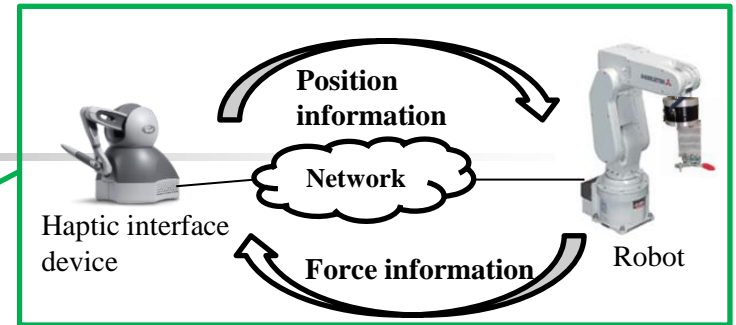 Position
information
Network
Haptic interface
device
Force information
Robot